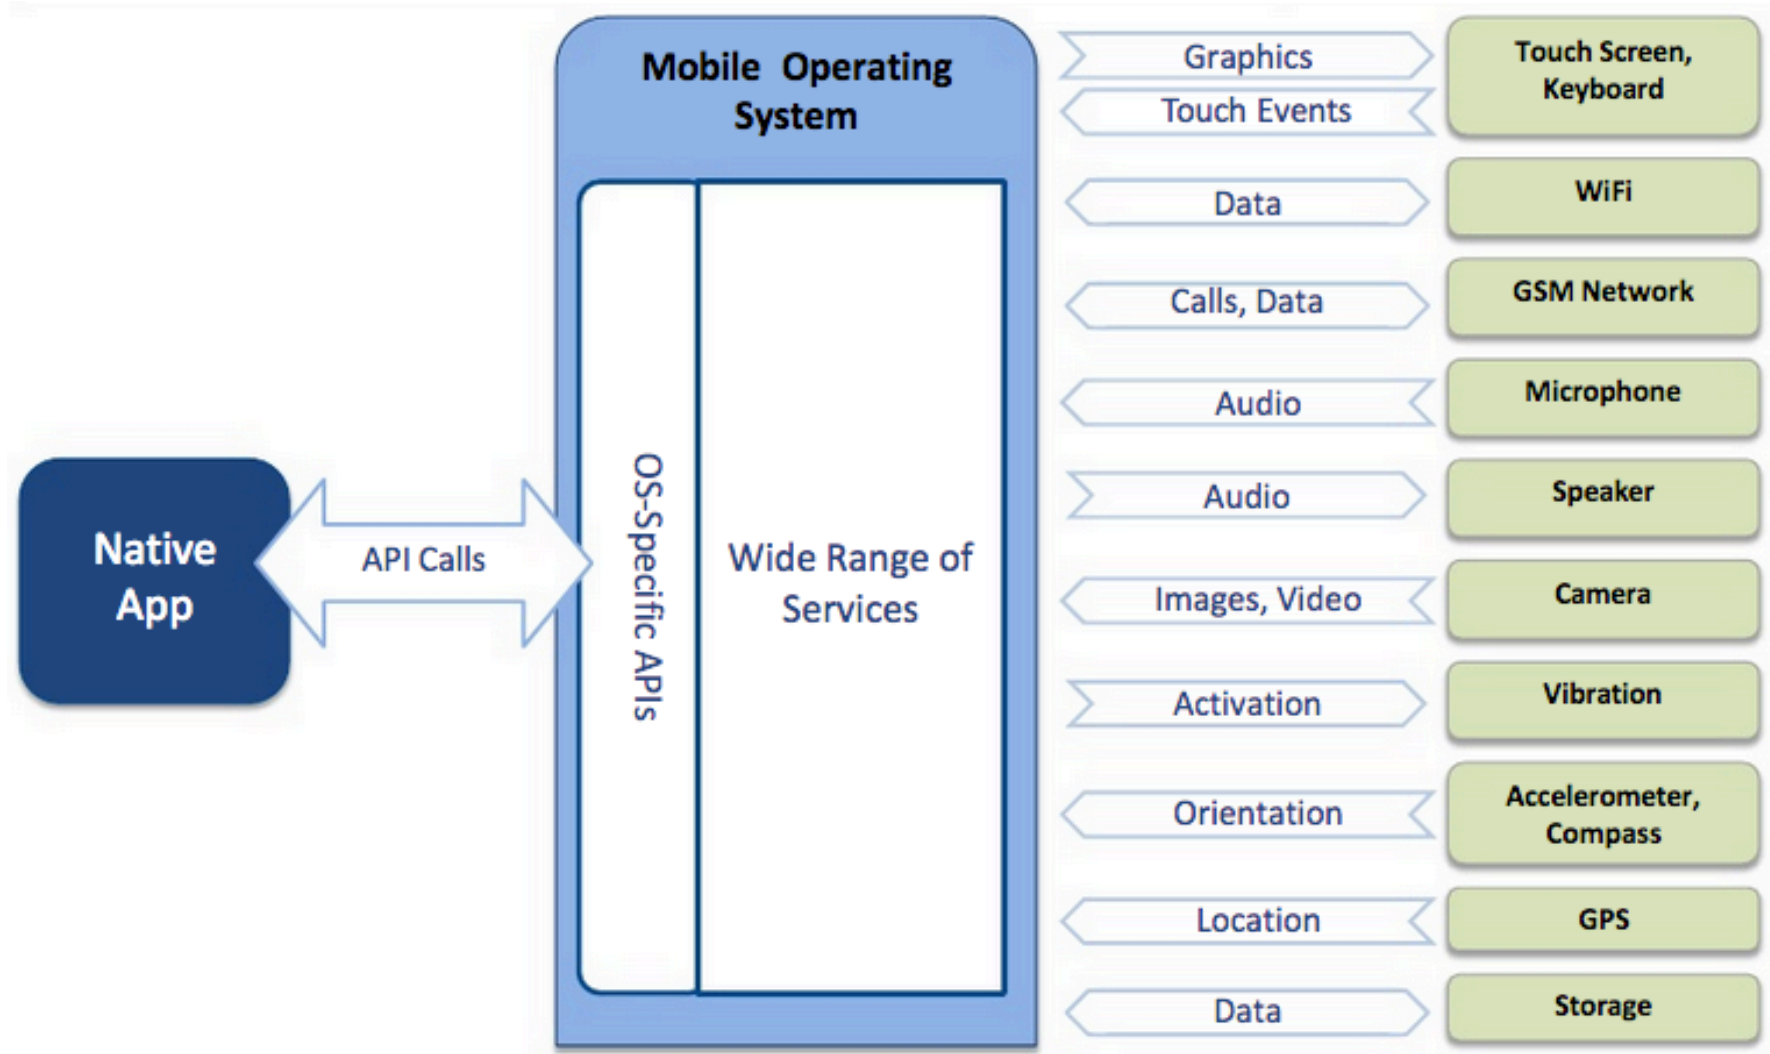 Mobile Operating
System
Native
App
API Calls
OS-Specific APIs
Wide Range of
Services
Graphics
Touch Events
Touch Screen,
Keyboard
Data
WiFi
Calls, Data
GSM Network
Audio
Microphone
Audio
Speaker
Images, Video
Camera
Activation
Vibration
Orientation
Accelerometer,
Compass
Location
GPS
Data
Storage